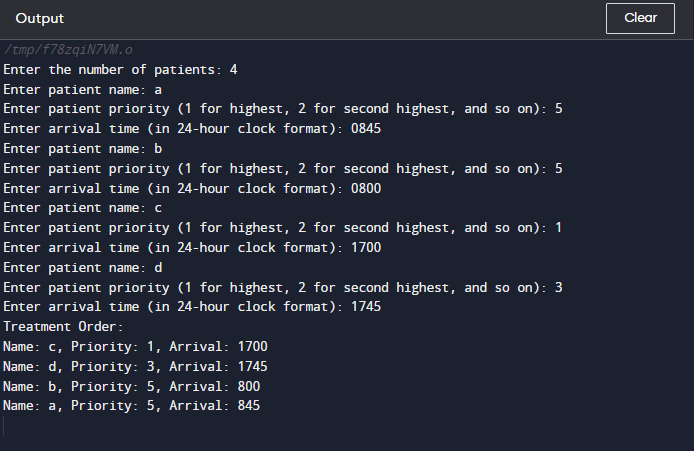 Output
Clear
/tmp/f78zqiN7VM.o
Enter the number of patients: 4
Enter patient name: a
Enter patient priority (1 for highest, 2 for second highest, and so on): 5
Enter arrival time (in 24-hour clock format): 0845
Enter patient name: b
Enter patient priority (1 for highest, 2 for second highest, and so on): 5
Enter arrival time (in 24-hour clock format): 0800
Enter patient name: c
Enter patient priority (1 for highest, 2 for second highest, and so on): 1
Enter arrival time (in 24-hour clock format): 1700
Enter patient name: d
Enter patient priority (1 for highest, 2 for second highest, and so on): 3
Enter arrival time (in 24-hour clock format): 1745
Treatment Order:
Name: c, Priority: 1, Arrival: 1700
Name: d, Priority: 3, Arrival: 1745
Name: b, Priority: 5, Arrival: 800
Name: a, Priority: 5, Arrival: 845